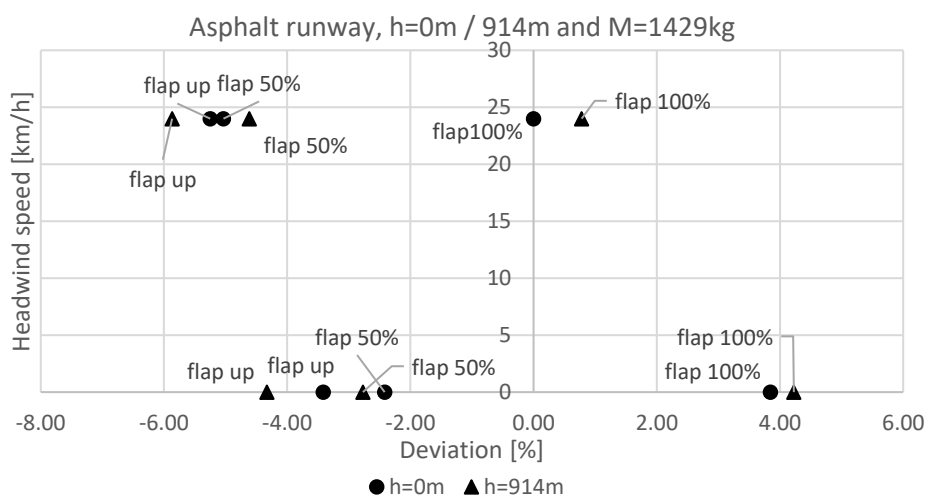 Asphalt runway, h=0m / 914m and M=1429kg
Headwind speed [km/h]
30
25
20
15
10
5
0
flap up
flap 50%
flap 100%
flap100%
flap 50%
flap up
flap 50%
flap 100%
flap up
flap up
flap 50%
flap 100%
-8.00 -6.00 -4.00 -2.00 0.00 2.00 4.00 6.00
Deviation [%]
h=0m h=914m